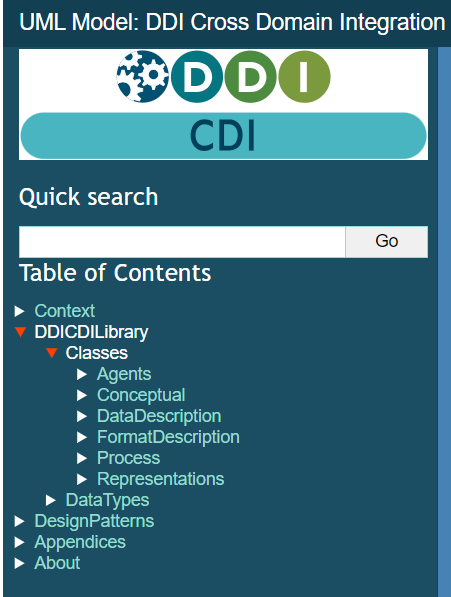 UML Model: DDI Cross Domain Integration
DDI
CDI
Quick search
Go
Table of Contents
Context
DDICDILibrary
Classes
Agents
Conceptual
DataDescription
FormatDescription
Process
Representations
DataTypes
DesignPatterns
Appendices
About